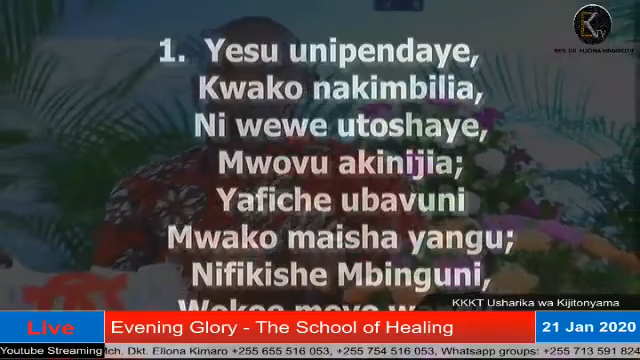 1. Yesu unipendaye,
Kwako nakimbilia,
Ni wewe utoshaye,
Mwovu akinijia;
Yafiche ubavuni
Mwako maisha yangu;
Nifikishe Mbinguni,
KKKT Usharika wa Kijitonyama
Live
Evening Glory - The School of Healing
21 Jan 2020
Youtube Streaming
Mch. Dkt. Eliona Kimaro +255 655 516 053, +255 754 516 053, Whatsapp groups: +255 713 591 82